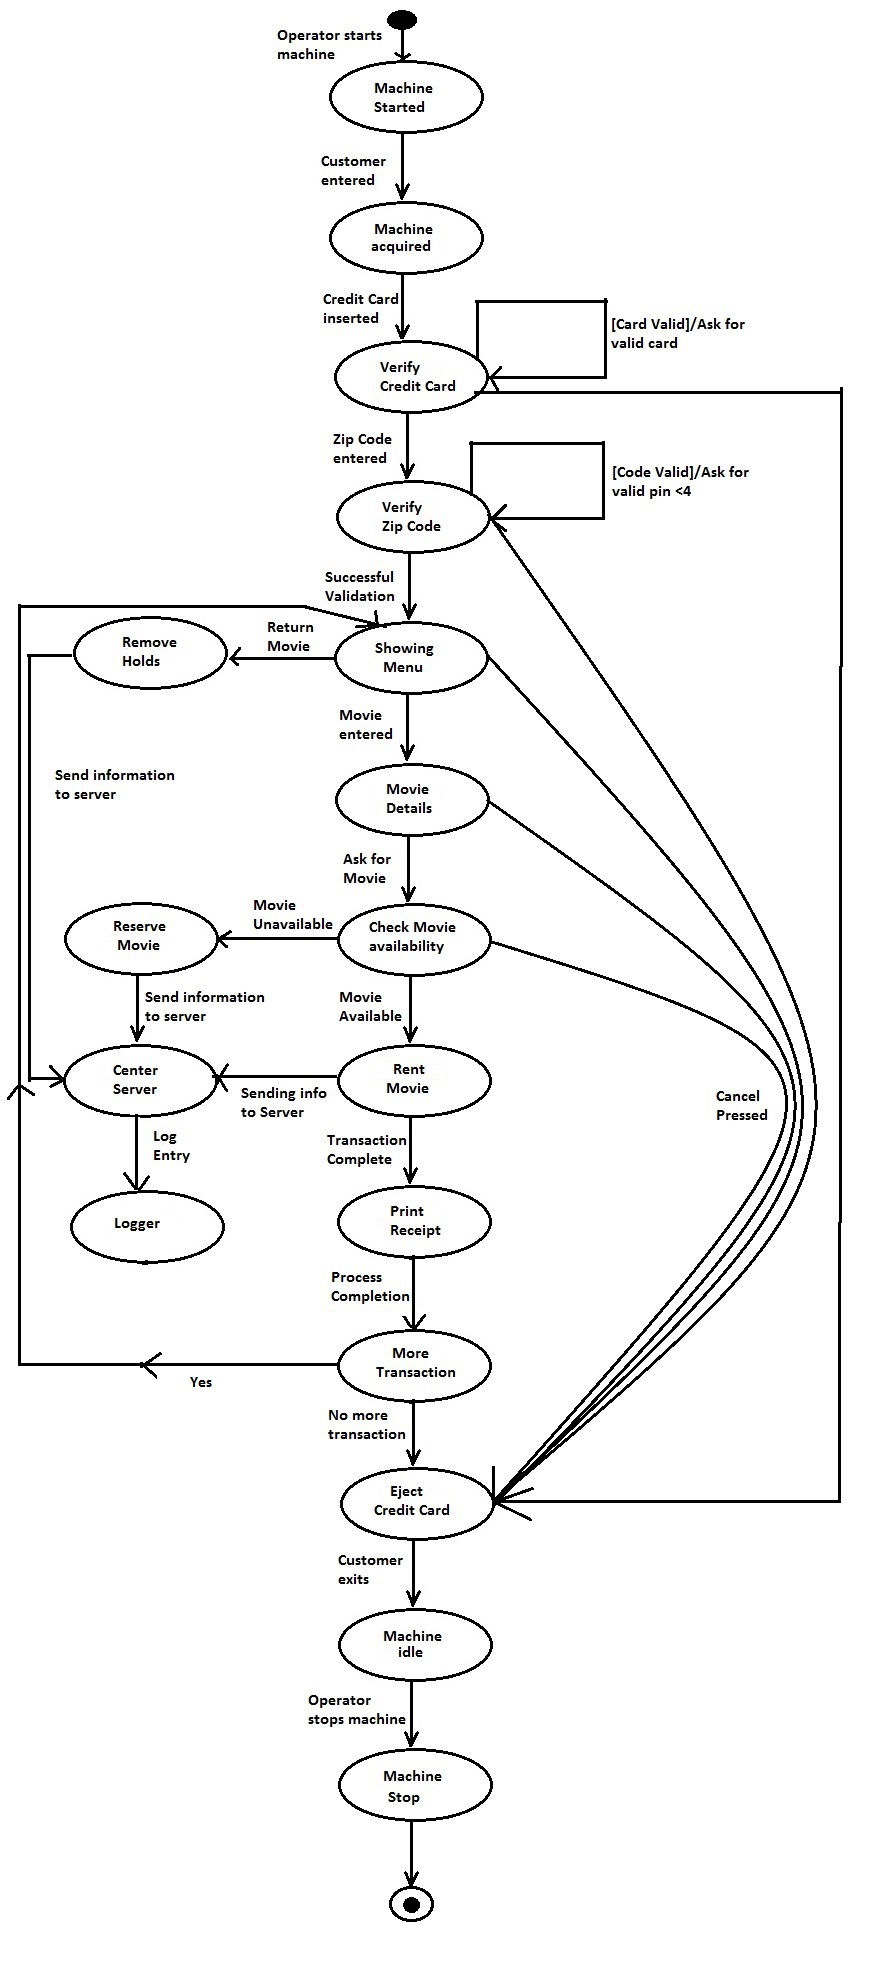 Operator starts
machine
Machine
Started
Customer
entered
Machine
acquired
Credit Card
inserted
[Card Valid]/Ask for
valid card
Verify
Credit Card
Zip Code
entered
[Code Valid]/Ask for
valid pin <4
Verify
Zip Code
Successful
Validation
Return
Movie
Remove
Holds
Showing
Menu
Movie
entered
Send information
to server
Movie
Details
Ask for
Movie
Movie
Unavailable
Reserve
Movie
Check Movie
availability
Send information
to server
Movie
Available
Center
Server
Rent
Movie
Sending info
to Server
Cancel
Pressed
Log
Entry
Transaction
Complete
Logger
Print
Receipt
Process
Completion
More
Transaction
Yes
No more
transaction
Eject
Credit Card
Customer
exits
Machine
idle
Operator
stops machine
Machine
Stop